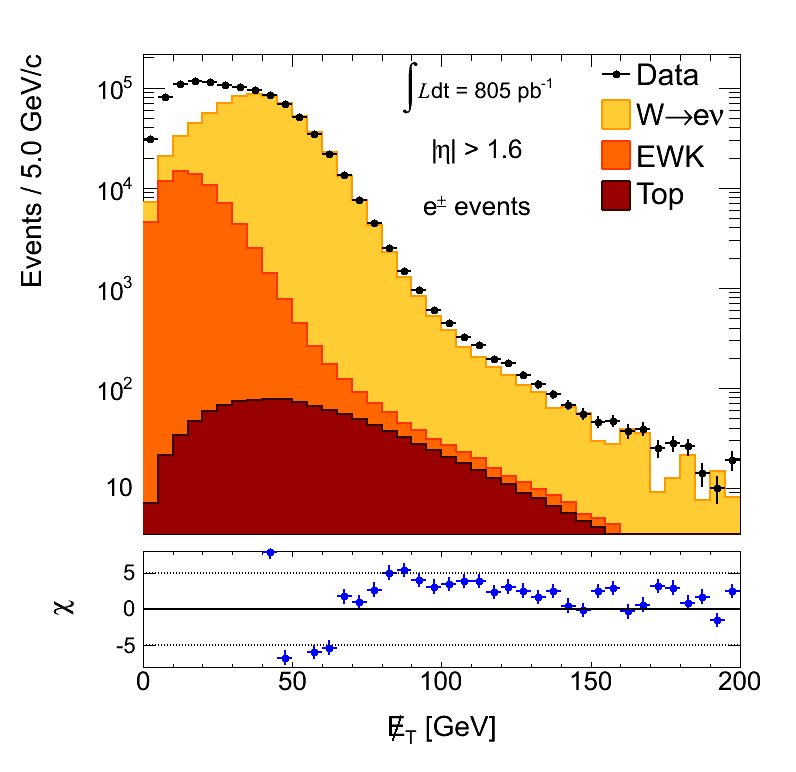 Events / 5.0 GeV/c
10⁵
10⁴
10³
10²
10
∫Ldt = 805 pb⁻¹
|η| > 1.6
e± events
Data
W→eν
EWK
Top
χ
5
0
-5
0 50 100 150 200
E̸_T [GeV]